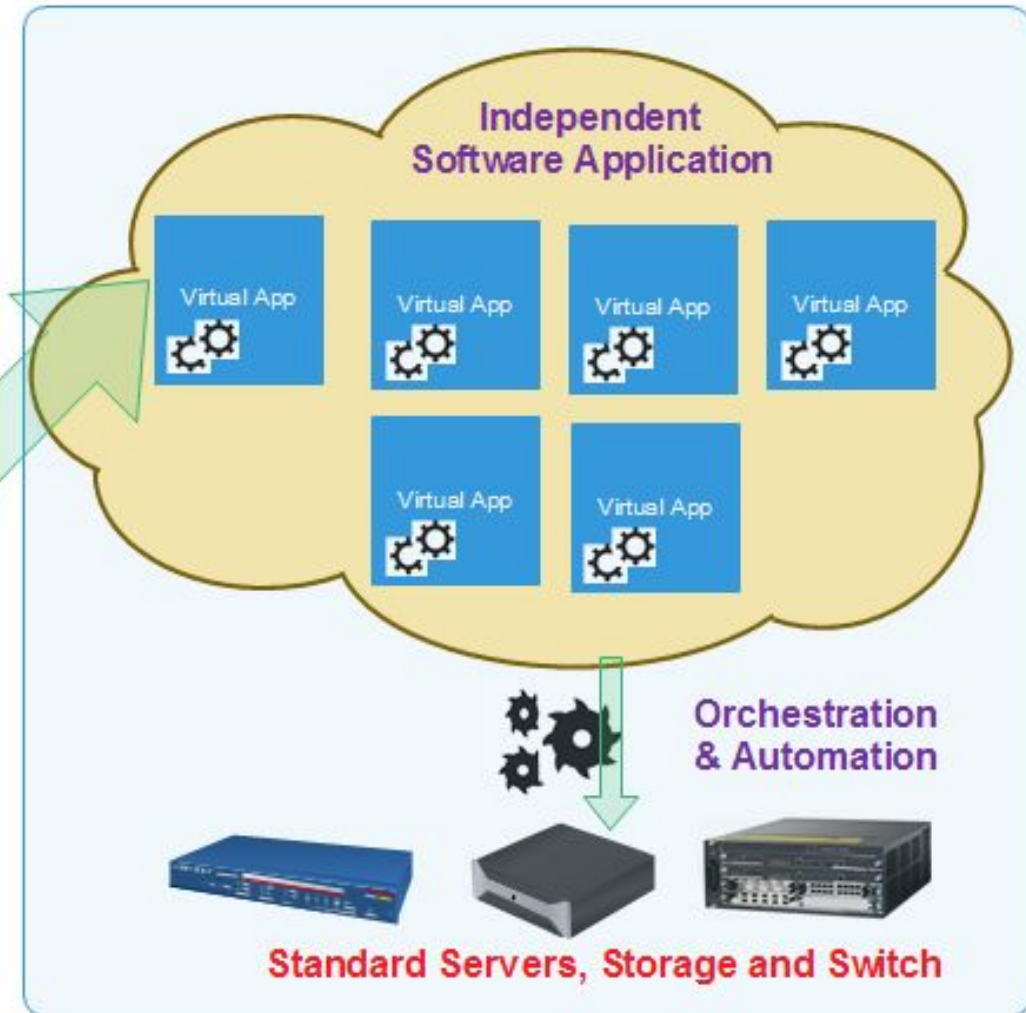 Independent
Software Application
Virtual App
Virtual App
Virtual App
Virtual App
Virtual App
Virtual App
Orchestration
& Automation
Standard Servers, Storage and Switch